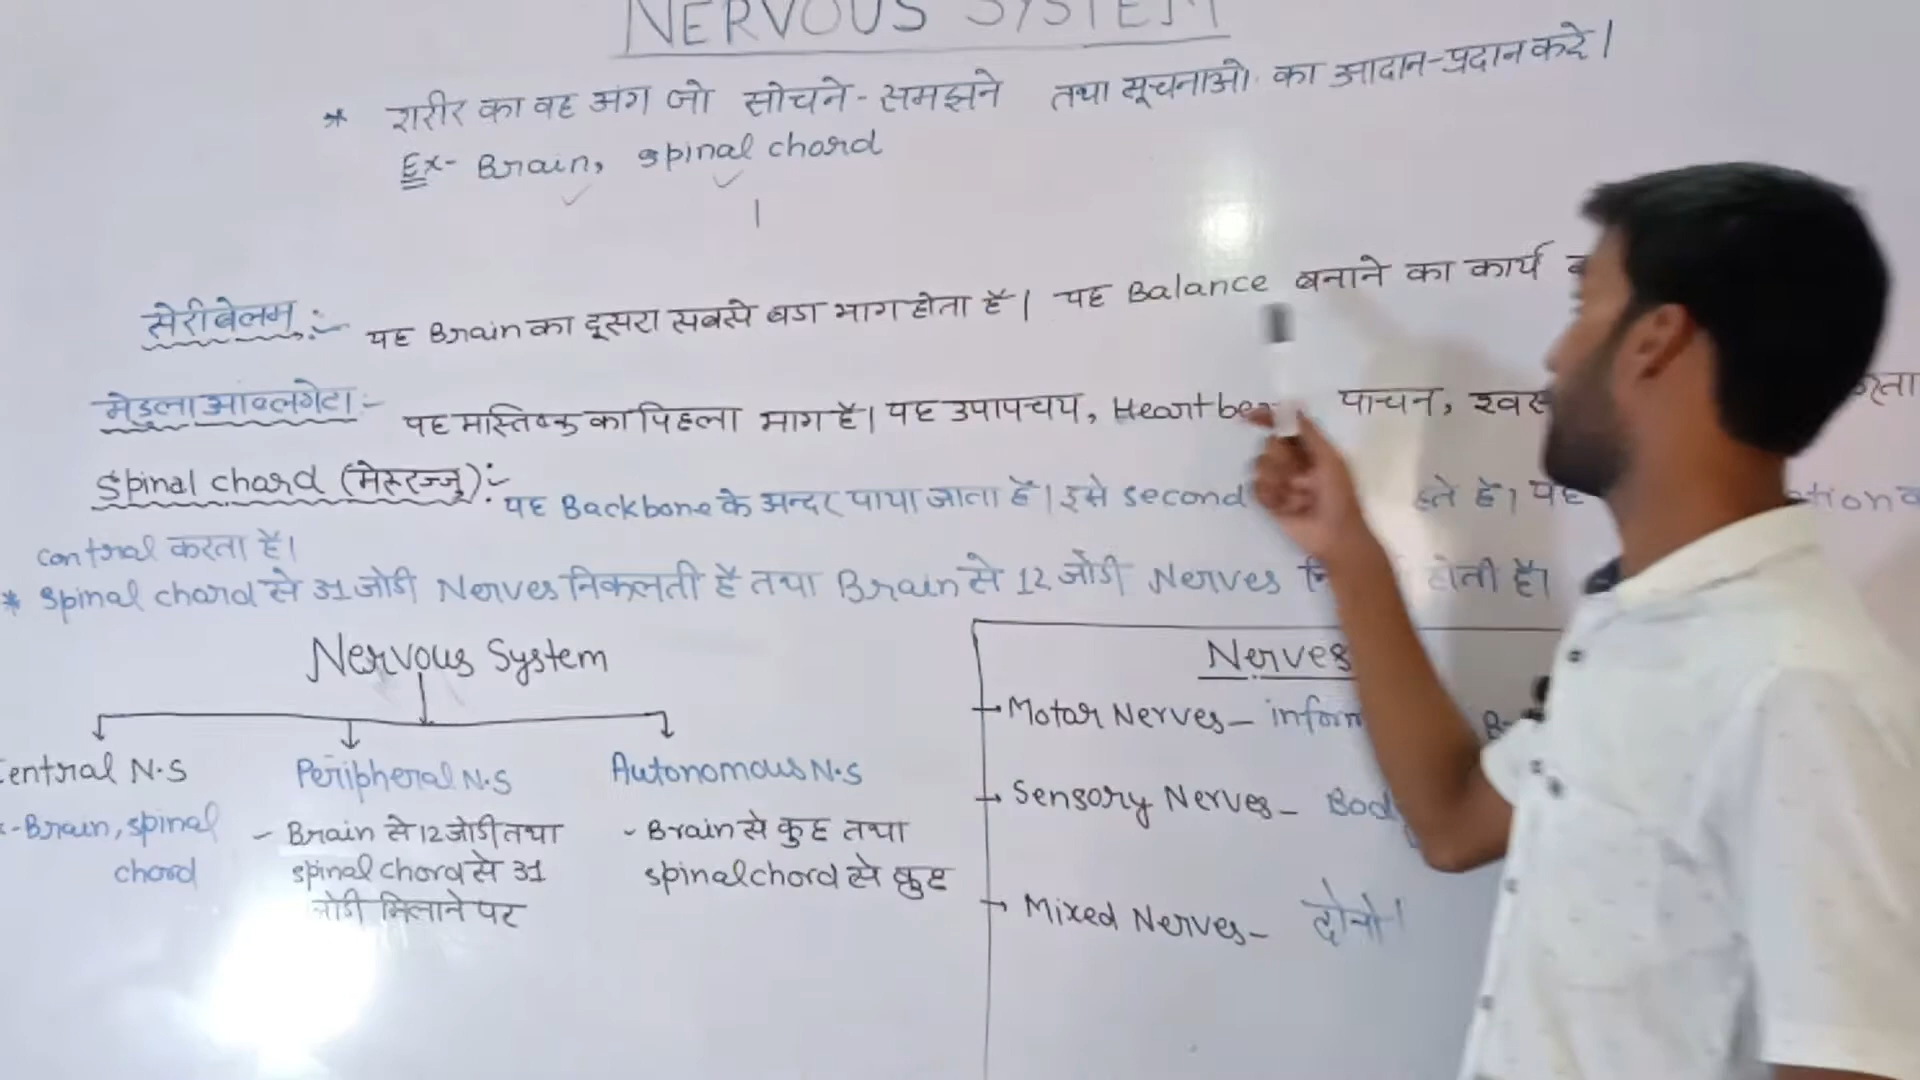 NERVOUS SYSTEM
* शरीर का वह अंग जो सोचने-समझने तथा सूचनाओ का आदान-प्रदान करे।
Ex- Brain, spinal chord
सेरीबेलम :- यह Brain का दूसरा सबसे बडा भाग होता है। यह Balance बनाने का कार्य
मेडुला आब्लगेटा :- यह मास्तिष्क का पिछला भाग है। यह उपापचय, Heart पाचन,
Spinal chord (मेरुरज्जू) :- यह Backbone के अन्दर पाया जाता है। इसे second है। यह
control करता है।
* Spinal chord से 31 जोडी Nerves निकलती है तथा Brain से 12 जोडी Nerves होती है।
Nervous System
Central N.S Peripheral N.S Autonomous N.S
-Brain, spinal
chord
- Brain से 12 जोडी तथा
spinal chord से 31
जोडी मिलाने पर
- Brain से कुछ तथा
spinal chord से कुछ
Nerves
Motor Nerves -
Sensory Nerves -
Mixed Nerves - दोनो।